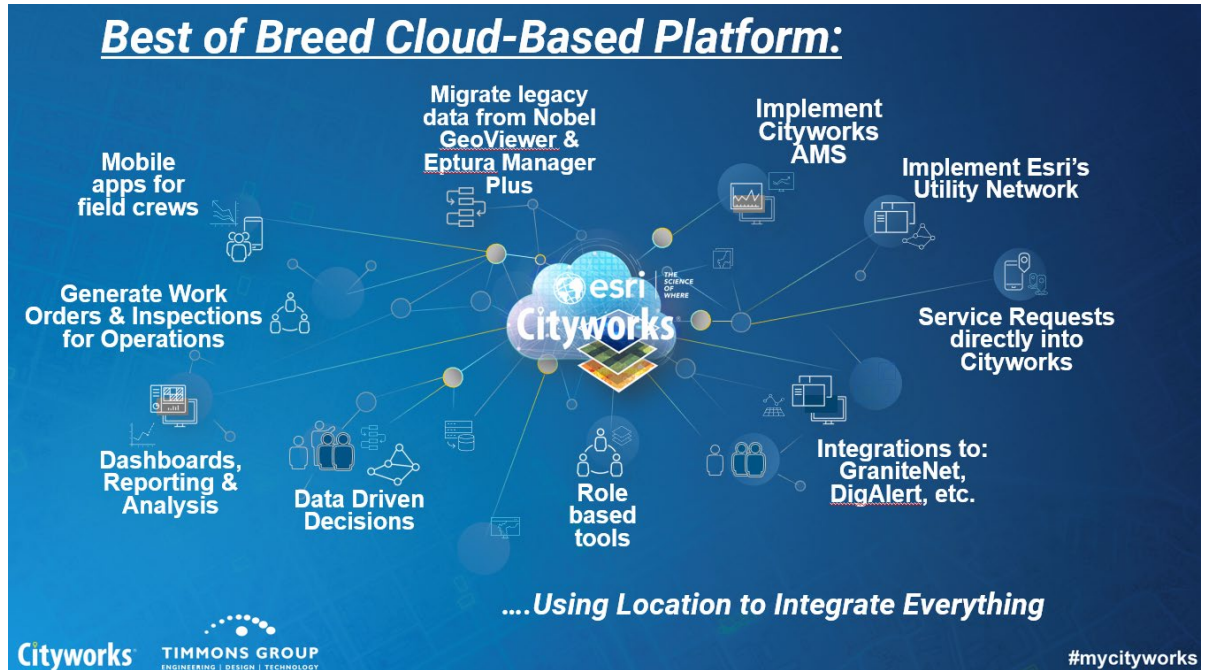 Best of Breed Cloud-Based Platform:
Migrate legacy
data from Nobel
GeoViewer &
Eptura Manager
Plus
Implement
Cityworks
AMS
Mobile
apps for
field crews
Implement Esri's
Utility Network
esri
THE
SCIENCE
OF
WHERE
Cityworks
Generate Work
Orders & Inspections
for Operations
Service Requests
directly into
Cityworks
Dashboards,
Reporting &
Analysis
Data Driven
Decisions
Role
based
tools
Integrations to:
GraniteNet,
DigAlert, etc.
....Using Location to Integrate Everything
Cityworks
TIMMONS GROUP
ENGINEERING | DESIGN | TECHNOLOGY
#mycityworks